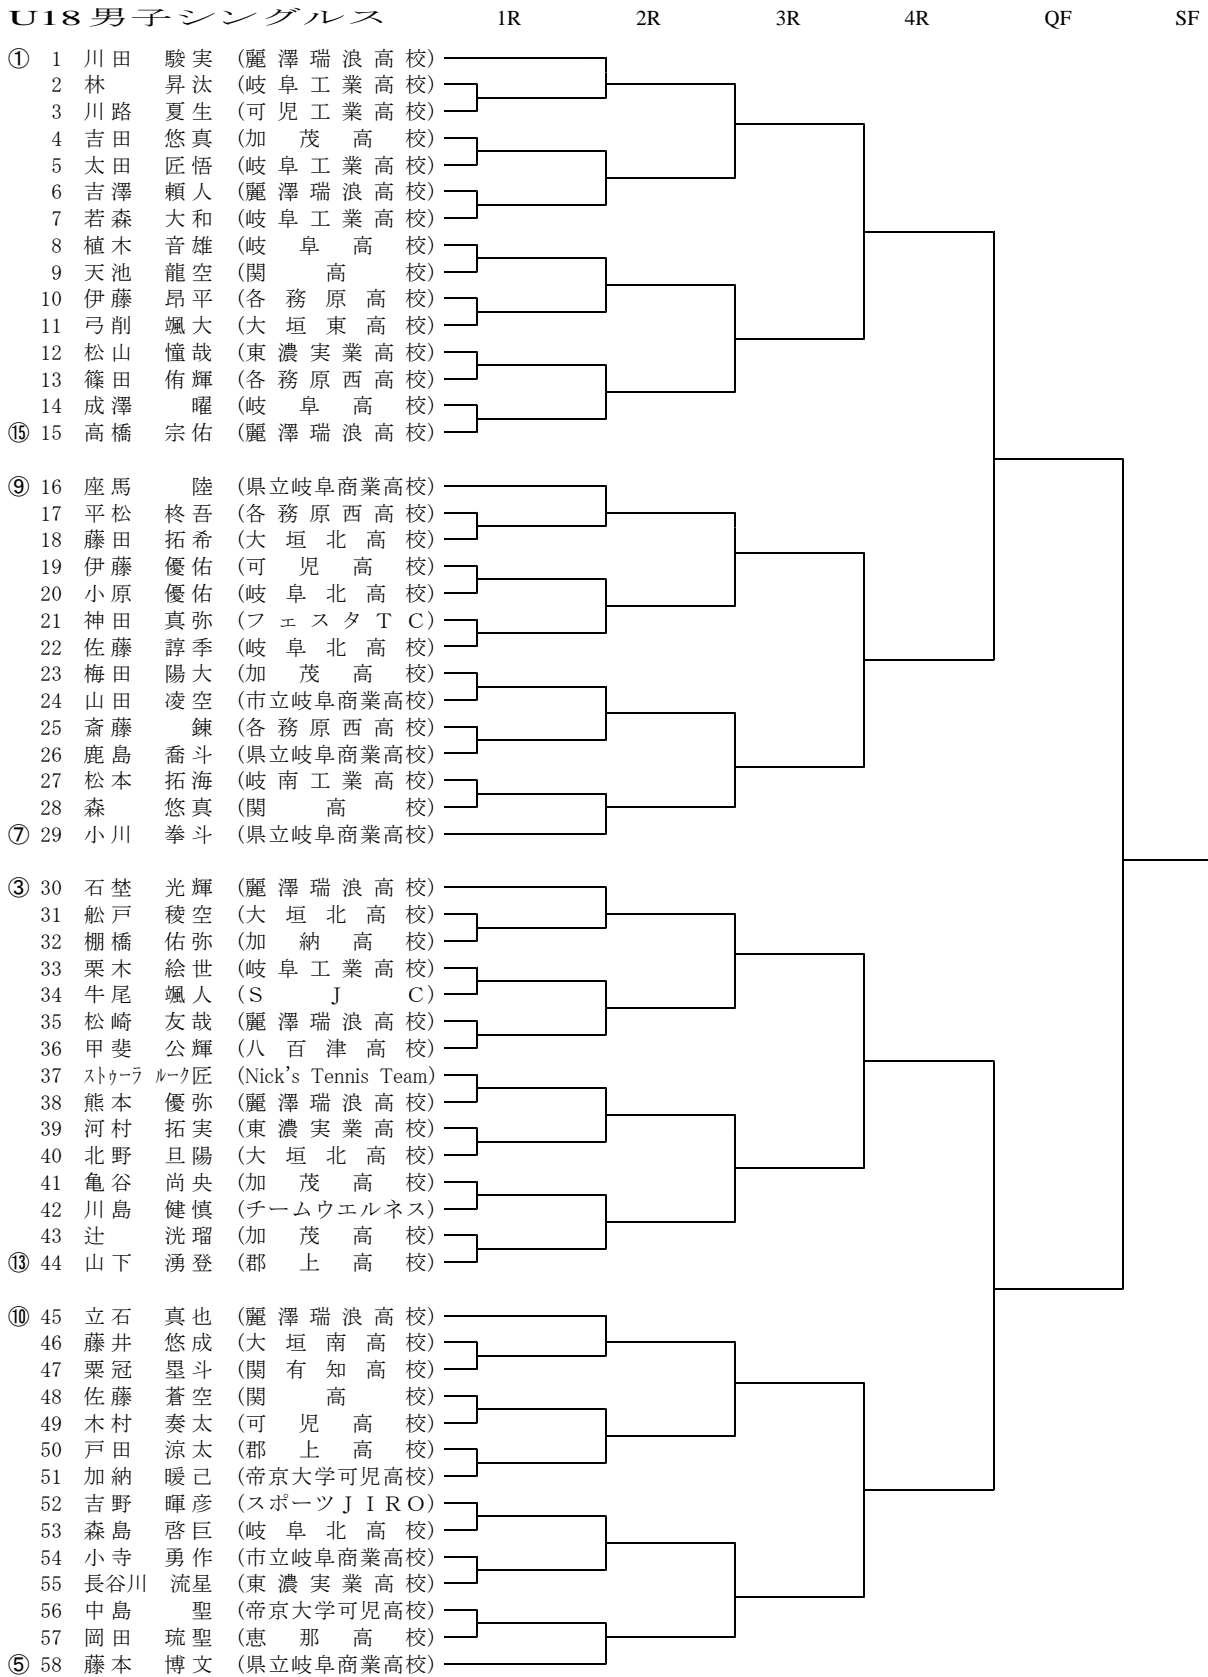 U18男子シングルス 1R 2R 3R 4R QF SF
① 1 川田 駿実 (麗澤瑞浪高校)
2 林 昇汰 (岐阜工業高校)
3 川路 夏生 (可児工業高校)
4 吉田 悠真 (加茂高校)
5 太田 匠悟 (岐阜工業高校)
6 吉澤 頼人 (麗澤瑞浪高校)
7 若森 大和 (岐阜工業高校)
8 植木 音雄 (岐阜高校)
9 天池 龍空 (関高校)
10 伊藤 昂平 (各務原高校)
11 弓削 颯大 (大垣東高校)
12 松山 憧哉 (東濃実業高校)
13 篠田 侑輝 (各務原西高校)
14 成澤 曜 (岐阜高校)
⑮ 15 高橋 宗佑 (麗澤瑞浪高校)
⑨ 16 座馬 陸 (県立岐阜商業高校)
17 平松 柊吾 (各務原西高校)
18 藤田 拓希 (大垣北高校)
19 伊藤 優佑 (可児高校)
20 小原 優佑 (岐阜北高校)
21 神田 真弥 (フェスタTC)
22 佐藤 諄季 (岐阜北高校)
23 梅田 陽大 (加茂高校)
24 山田 凌空 (市立岐阜商業高校)
25 斎藤 錬 (各務原西高校)
26 鹿島 喬斗 (県立岐阜商業高校)
27 松本 拓海 (岐南工業高校)
28 森 悠真 (関高校)
⑦ 29 小川 拳斗 (県立岐阜商業高校)
③ 30 石埜 光輝 (麗澤瑞浪高校)
31 舩戸 稜空 (大垣北高校)
32 棚橋 佑弥 (加納高校)
33 栗木 絵世 (岐阜工業高校)
34 牛尾 颯人 (SJC)
35 松崎 友哉 (麗澤瑞浪高校)
36 甲斐 公輝 (八百津高校)
37 ｽﾄｩｰﾗ ﾙｰｸ匠 (Nick's Tennis Team)
38 熊本 優弥 (麗澤瑞浪高校)
39 河村 拓実 (東濃実業高校)
40 北野 旦陽 (大垣北高校)
41 亀谷 尚央 (加茂高校)
42 川島 健慎 (チームウエルネス)
43 辻 洸瑠 (加茂高校)
⑬ 44 山下 湧登 (郡上高校)
⑩ 45 立石 真也 (麗澤瑞浪高校)
46 藤井 悠成 (大垣南高校)
47 粟冠 塁斗 (関有知高校)
48 佐藤 蒼空 (関高校)
49 木村 奏太 (可児高校)
50 戸田 涼太 (郡上高校)
51 加納 暖己 (帝京大学可児高校)
52 吉野 暉彦 (スポーツJIRO)
53 森島 啓巨 (岐阜北高校)
54 小寺 勇作 (市立岐阜商業高校)
55 長谷川 流星 (東濃実業高校)
56 中島 聖 (帝京大学可児高校)
57 岡田 琉聖 (恵那高校)
⑤ 58 藤本 博文 (県立岐阜商業高校)